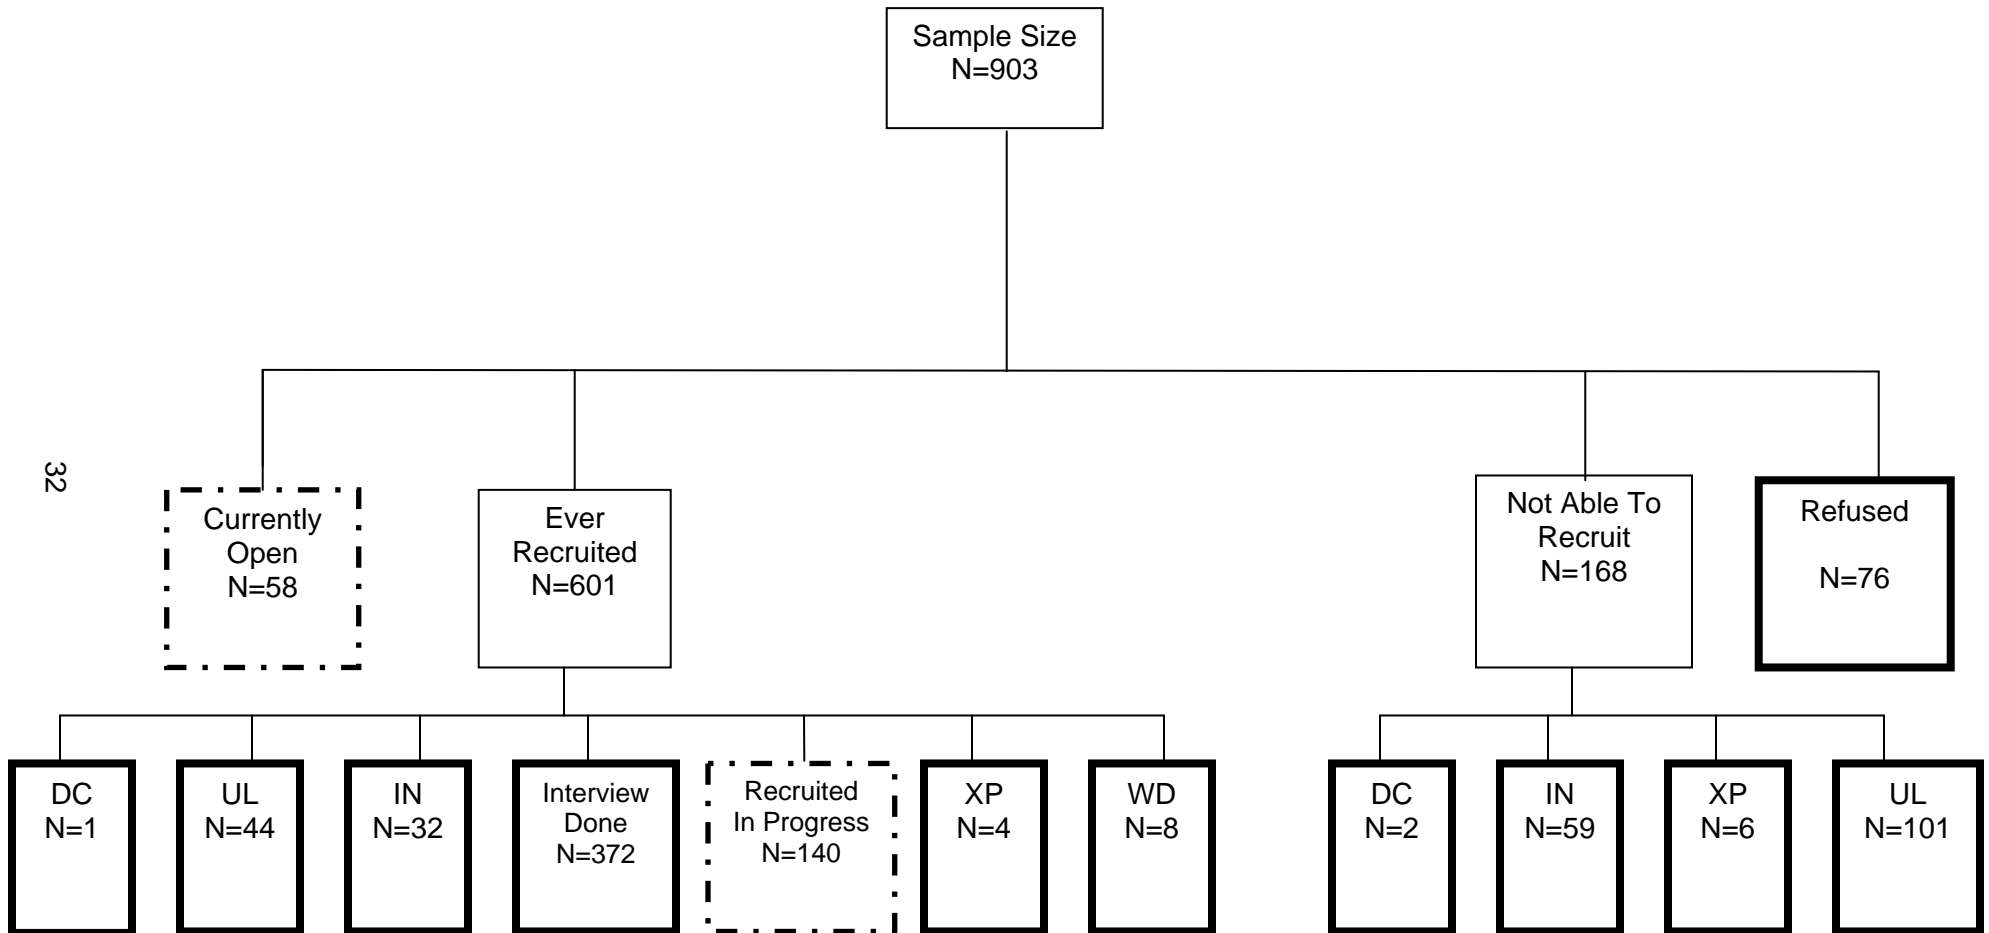 Sample Size
N=903
32
Currently
Open
N=58
Ever
Recruited
N=601
Not Able To
Recruit
N=168
Refused
N=76
DC
N=1
UL
N=44
IN
N=32
Interview
Done
N=372
Recruited
In Progress
N=140
XP
N=4
WD
N=8
DC
N=2
IN
N=59
XP
N=6
UL
N=101